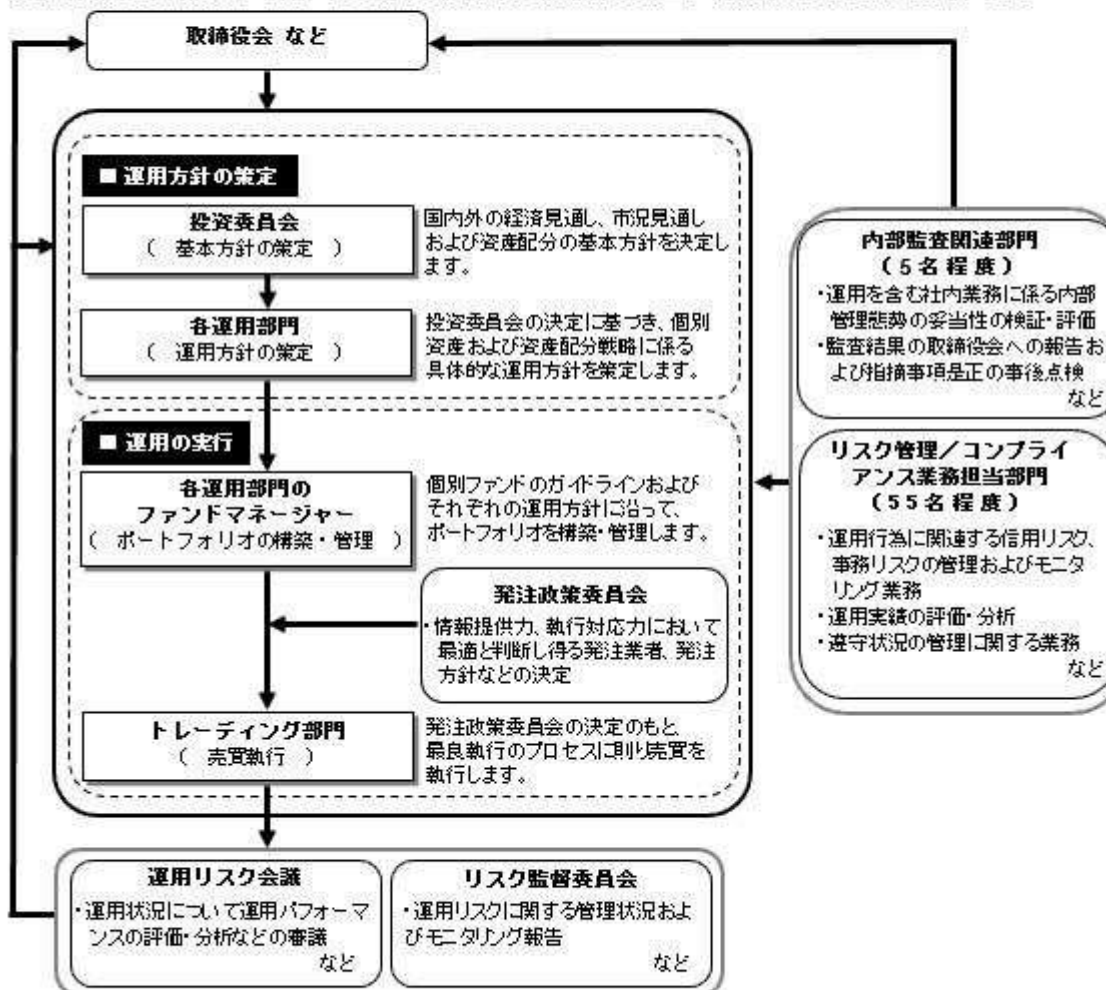 取締役会 など
■ 運用方針の策定
投資委員会
( 基本方針の策定 )
国内外の経済見通し、市況見通し
および資産配分の基本方針を決定し
ます。
各運用部門
( 運用方針の策定 )
投資委員会の決定に基づき、個別
資産および資産配分戦略に係る
具体的な運用方針を策定します。
■ 運用の実行
各運用部門の
ファンドマネージャー
( ポートフォリオの構築・管理 )
個別ファンドのガイドラインおよび
それぞれの運用方針に沿って、
ポートフォリオを構築・管理します。
発注政策委員会
・情報提供力、執行対応力において
最適と判断し得る発注業者、発注
方針などの決定
トレーディング部門
( 売買執行 )
発注政策委員会の決定のもと
最良執行のプロセスに則り売買を
執行します。
内部監査関連部門
(5名程度)
・運用を含む社内業務に係る内部
管理態勢の妥当性の検証・評価
・監査結果の取締役会への報告お
よび指摘事項是正の事後点検
など
リスク管理/コンプライ
アンス業務担当部門
(55名程度)
・運用行為に関連する信用リスク、
事務リスクの管理およびモニタ
リング業務
・運用実績の評価・分析
・遵守状況の管理に関する業務
など
運用リスク会議
・運用状況について運用パフォーマ
ンスの評価・分析などの審議
など
リスク監督委員会
・運用リスクに関する管理状況およ
びモニタリング報告
など